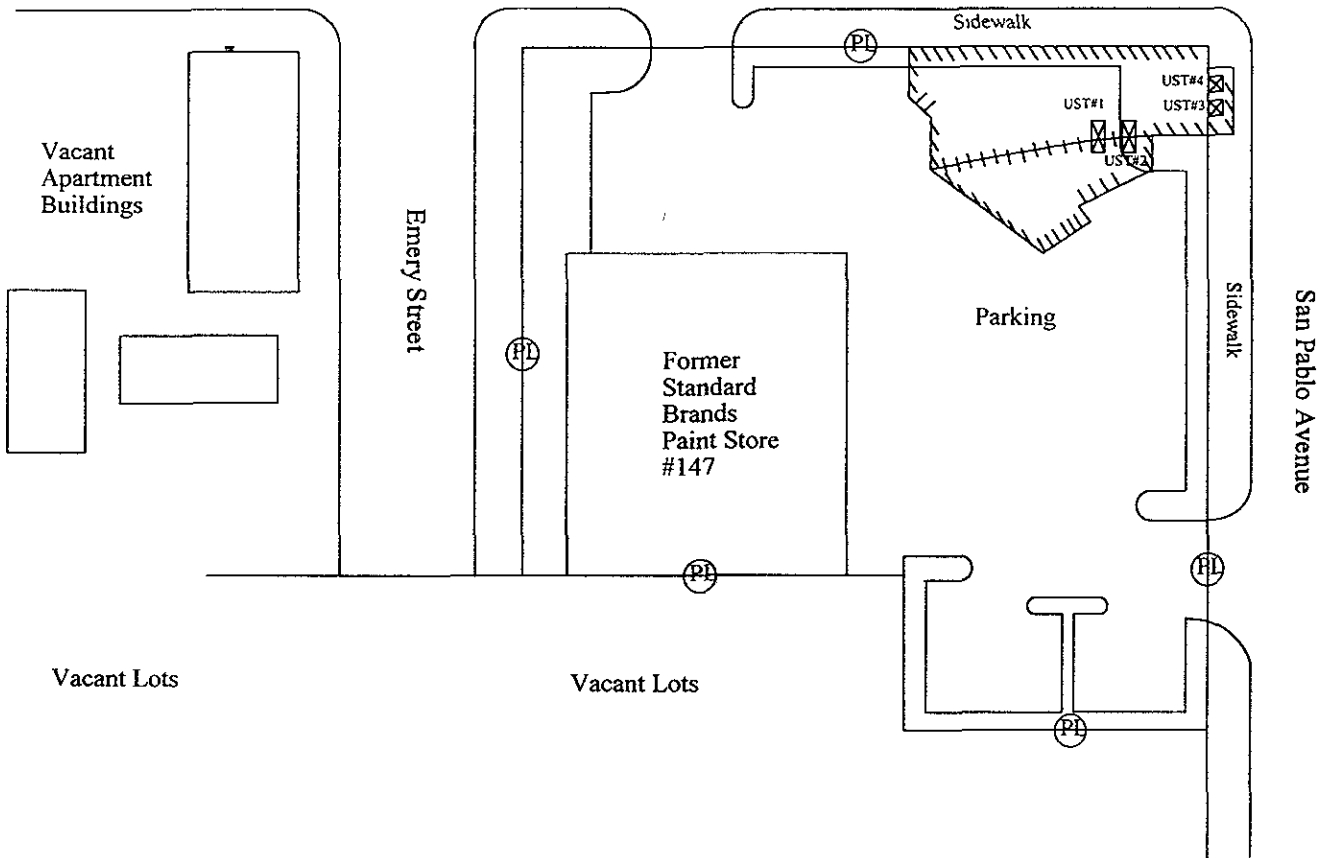 Sidewalk
PL
UST#4
UST#1
UST#3
UST#2
Vacant
Apartment
Buildings
Emery Street
Sidewalk
San Pablo Avenue
Parking
PL
Former
Standard
Brands
Paint Store
#147
PL
PL
Vacant Lots
Vacant Lots
PL